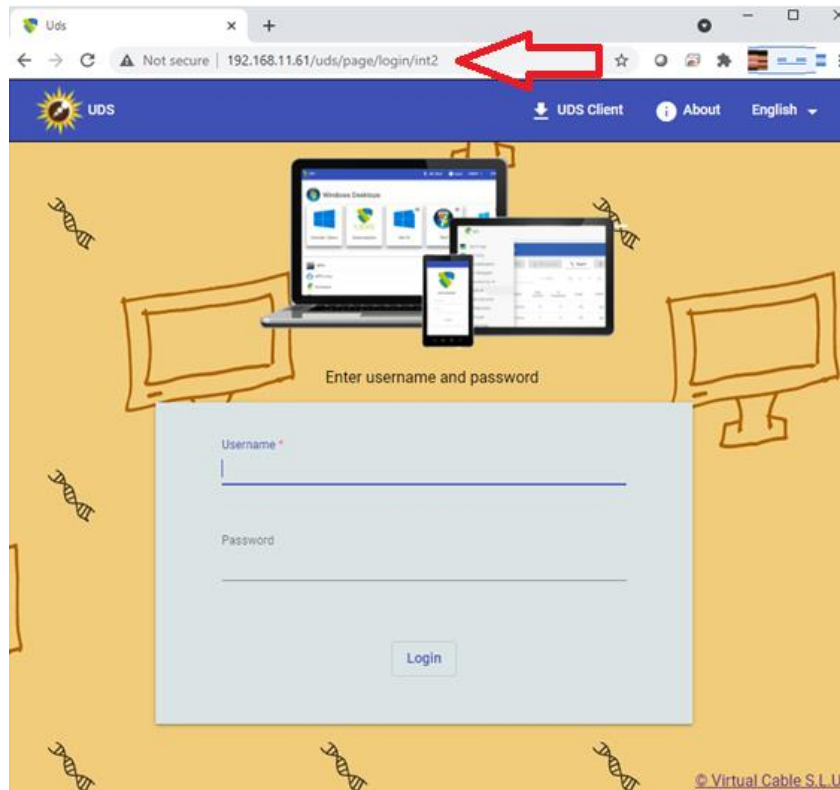 Uds
Not secure | 192.168.11.61/uds/page/login/int2
UDS
UDS Client
About
English
Windows Desktops
Enter username and password
Username *
Password
Login
© Virtual Cable S.L.U